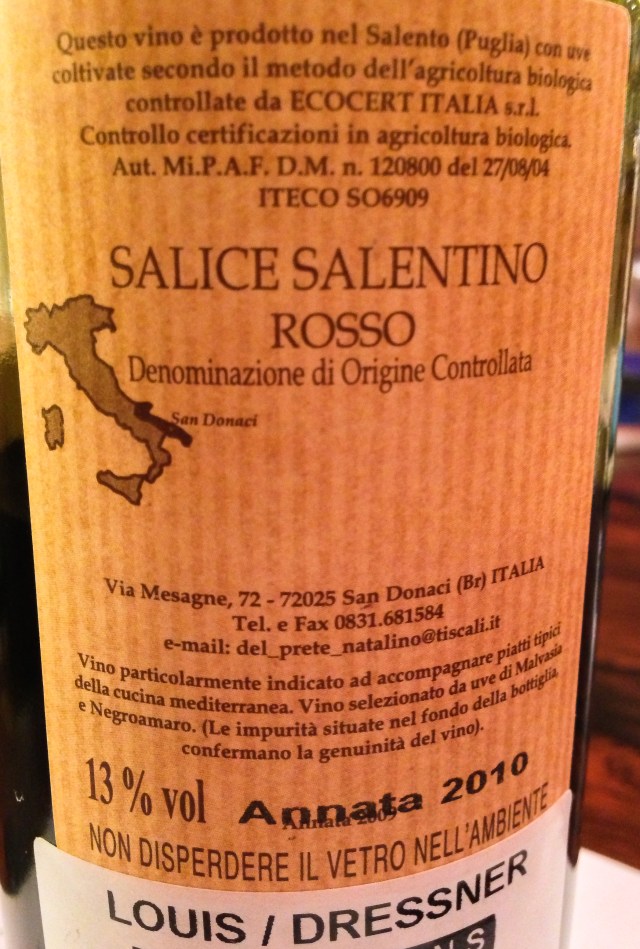 Questo vino è prodotto nel Salento (Puglia) con uve
coltivate secondo il metodo dell'agricoltura biologica
controllate da ECOCERT ITALIA s.r.l.
Controllo certificazioni in agricoltura biologica.
Aut. Mi.P.A.F. D.M. n. 120800 del 27/08/04
ITECO SO6909
SALICE SALENTINO
ROSSO
Denominazione di Origine Controllata
San Donaci
Via Mesagne, 72 - 72025 San Donaci (Br) ITALIA
Tel. e Fax 0831.681584
e-mail: del_prete_natalino@tiscali.it
Vino particolarmente indicato ad accompagnare piatti tipici
della cucina mediterranea. Vino selezionato da uve di Malvasia
e Negroamaro. (Le impurità situate nel fondo della bottiglia,
confermano la genuinità del vino).
13 % vol Annata 2010
NON DISPERDERE IL VETRO NELL'AMBIENTE
LOUIS / DRESSNER